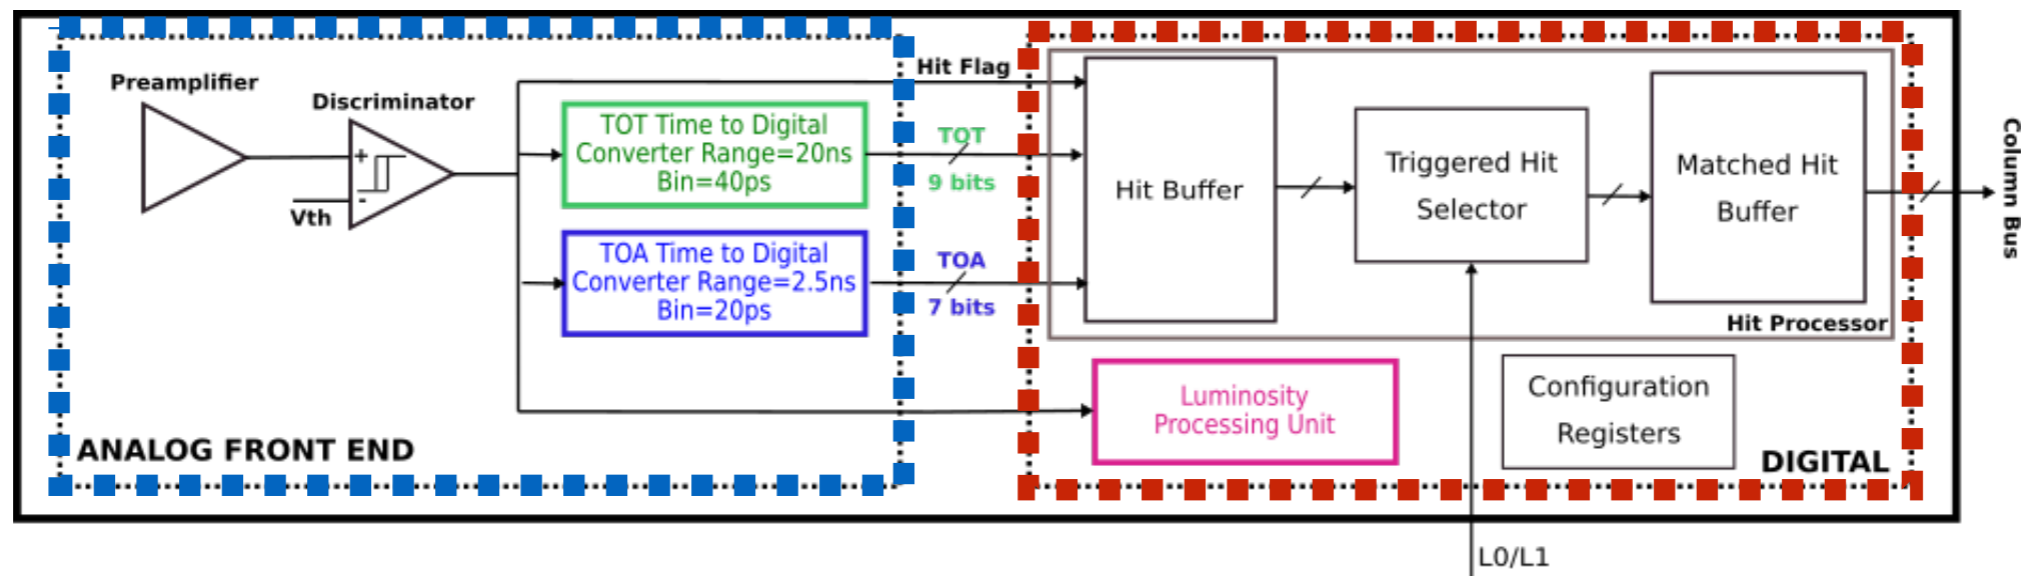 Preamplifier
Discriminator
Vth
TOT Time to Digital
Converter Range=20ns
Bin=40ps
TOA Time to Digital
Converter Range=2.5ns
Bin=20ps
ANALOG FRONT END
Hit Flag
TOT
9 bits
TOA
7 bits
Hit Buffer
Triggered Hit
Selector
Matched Hit
Buffer
Hit Processor
Luminosity
Processing Unit
Configuration
Registers
DIGITAL
L0/L1
Column Bus